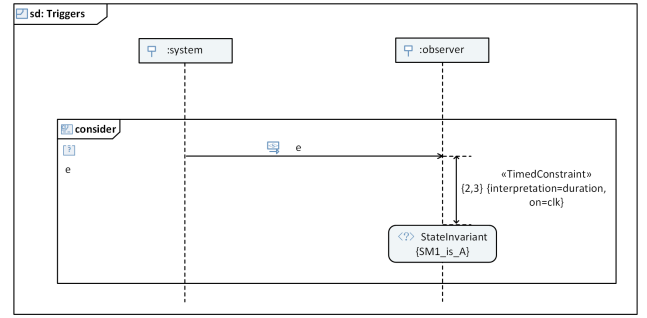 sd: Triggers
:system
:observer
consider
[?]
e
e
«TimedConstraint»
{2,3} {interpretation=duration,
on=clk}
<?> StateInvariant
{SM1_is_A}